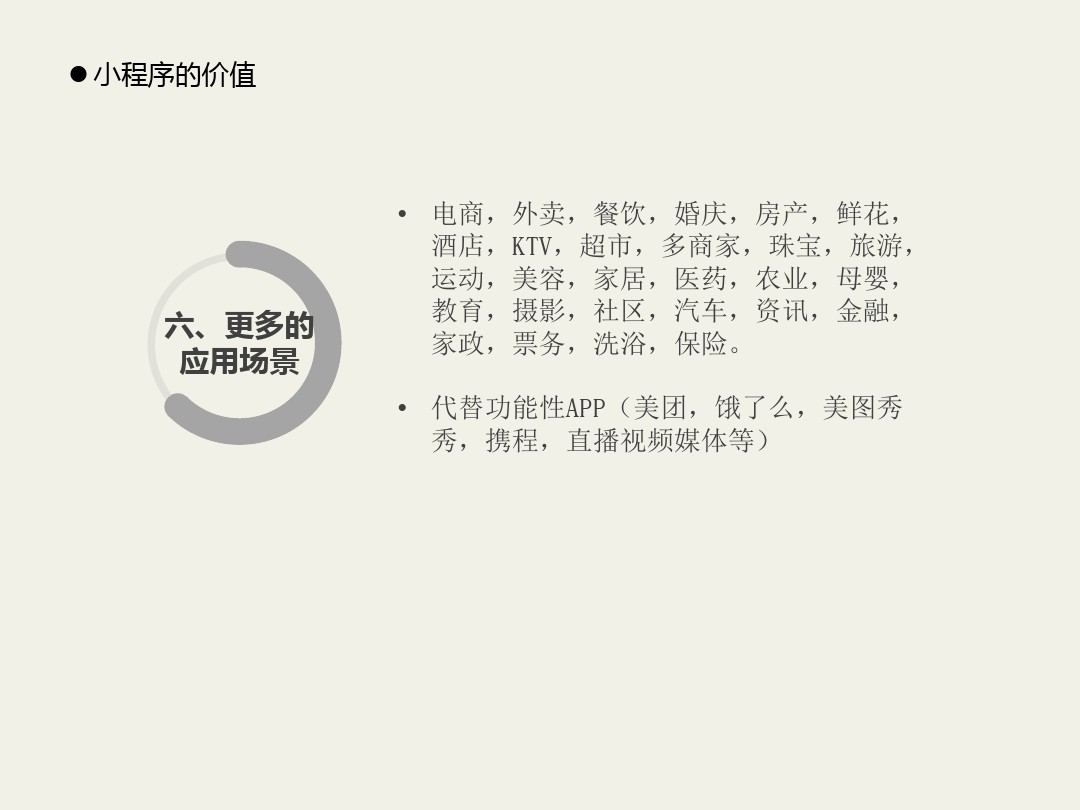 ● 小程序的价值
六、更多的
应用场景
• 电商，外卖，餐饮，婚庆，房产，鲜花，
酒店，KTV，超市，多商家，珠宝，旅游，
运动，美容，家居，医药，农业，母婴，
教育，摄影，社区，汽车，资讯，金融，
家政，票务，洗浴，保险。
• 代替功能性APP（美团，饿了么，美图秀
秀，携程，直播视频媒体等）